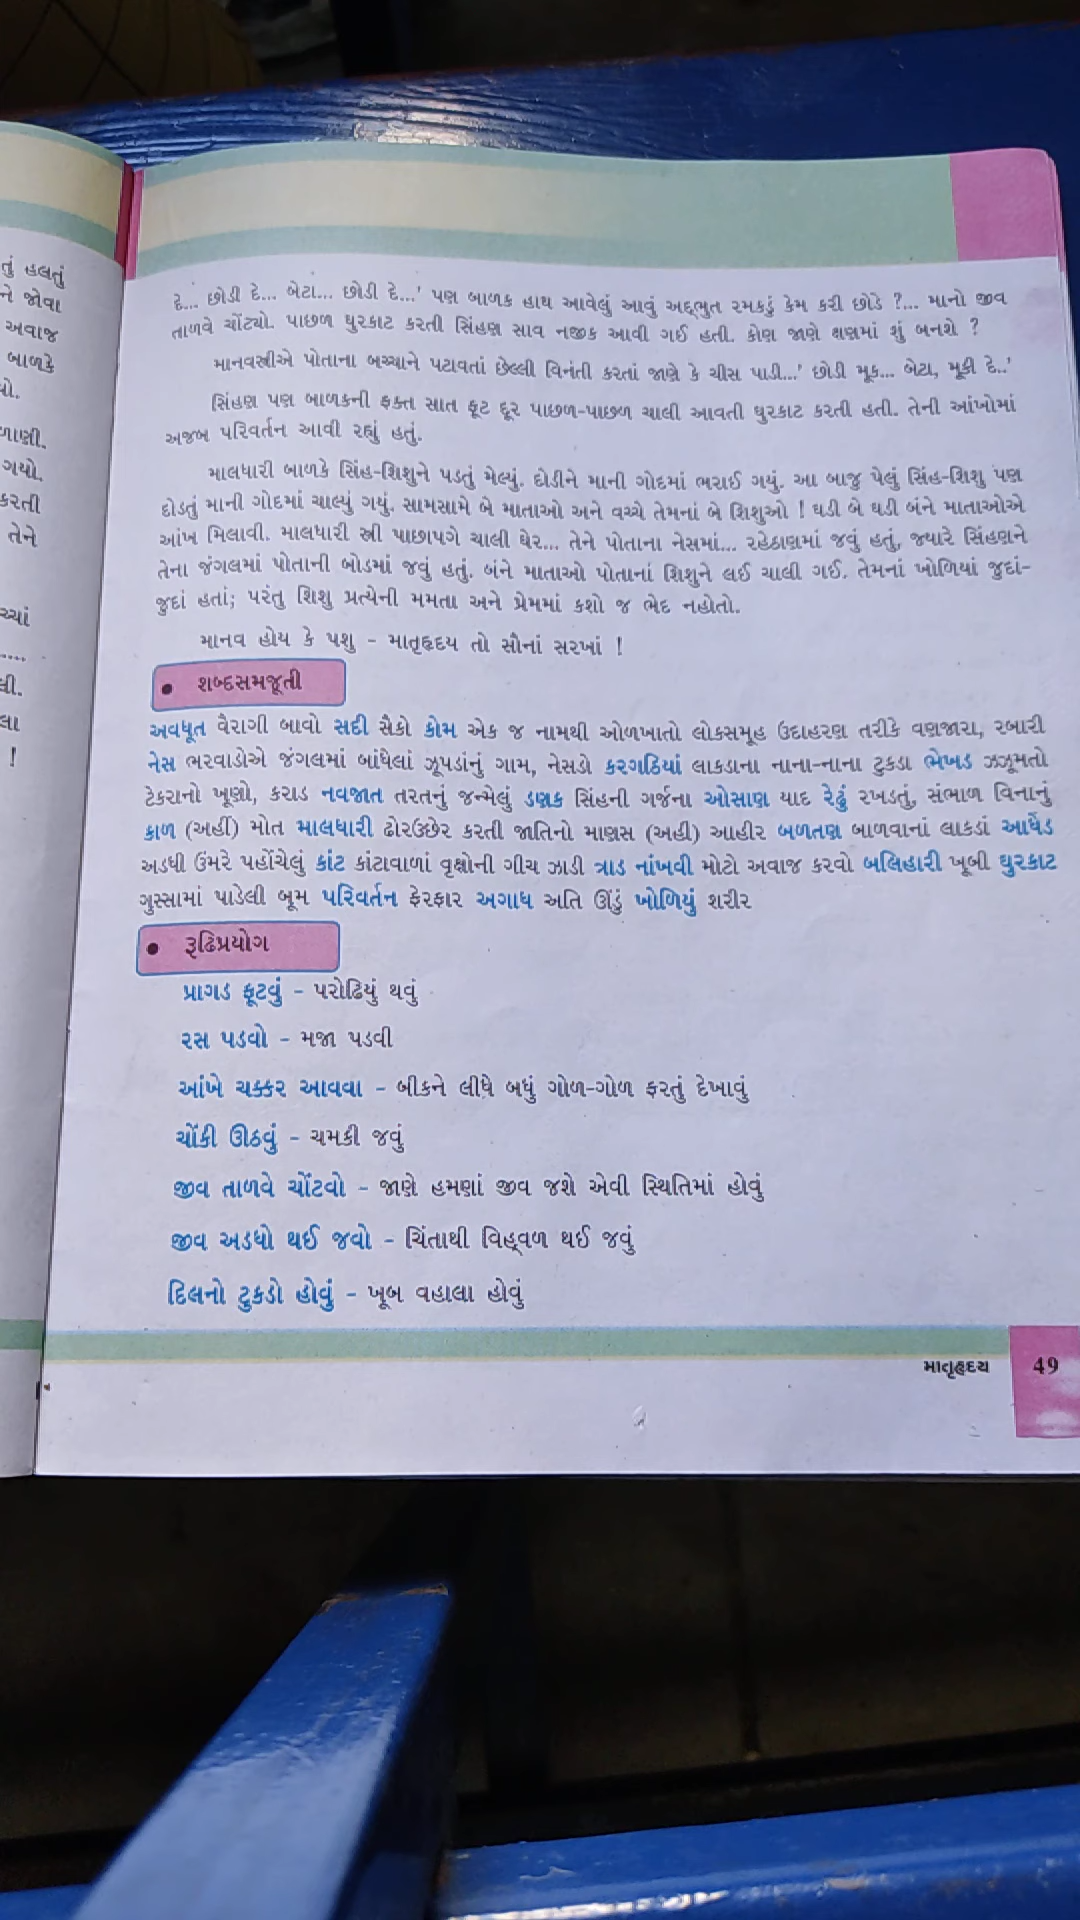 તું હલતું
ને જોવા
અવાજ
બાળકે
ગયો.
કરતી
તેને
!
દે... છોડી દે... બેટા... છોડી દે...' પણ બાળક હાથ આવેલું આવું અદ્ભુત રમકડું કેમ કરી છોડે ?... માનો જીવ
તાળવે ચોંટ્યો. પાછળ ઘુરકાટ કરતી સિંહણ સાવ નજીક આવી ગઈ હતી. કોણ જાણે ક્ષણમાં શું બનશે ?
માનવસ્ત્રીએ પોતાના બચ્ચાને પટાવતાં છેલ્લી વિનંતી કરતાં જાણે કે ચીસ પાડી...' છોડી મૂક... બેટા, મૂકી દે..'
સિંહણ પણ બાળકની ફક્ત સાત ફૂટ દૂર પાછળ-પાછળ ચાલી આવતી ઘુરકાટ કરતી હતી. તેની આંખોમાં
અજબ પરિવર્તન આવી રહ્યું હતું.
માલધારી બાળકે સિંહ-શિશુને પડતું મેલ્યું. દોડીને માની ગોદમાં ભરાઈ ગયું. આ બાજુ પેલું સિંહ-શિશુ પણ
દોડતું માની ગોદમાં ચાલ્યું ગયું. સામસામે બે માતાઓ અને વચ્ચે તેમનાં બે શિશુઓ ! ઘડી બે ઘડી બંને માતાઓએ
આંખ મિલાવી. માલધારી સ્ત્રી પાછાપગે ચાલી ઘેર... તેને પોતાના નેસમાં... રહેઠાણમાં જવું હતું, જ્યારે સિંહણને
તેના જંગલમાં પોતાની બોડમાં જવું હતું. બંને માતાઓ પોતાનાં શિશુને લઈ ચાલી ગઈ. તેમનાં ખોળિયાં જુદાં-
જુદાં હતાં; પરંતુ શિશુ પ્રત્યેની મમતા અને પ્રેમમાં કશો જ ભેદ નહોતો.
માનવ હોય કે પશુ – માતૃહૃદય તો સૌનાં સરખાં !
• શબ્દસમજૂતી
અવધૂત વૈરાગી બાવો સદી સૈકો કોમ એક જ નામથી ઓળખાતો લોકસમૂહ ઉદાહરણ તરીકે વણજારા, રબારી
નેસ ભરવાડોએ જંગલમાં બાંધેલાં ઝૂપડાંનું ગામ, નેસડો કરગઠિયાં લાકડાના નાના-નાના ટુકડા ભેખડ ઝઝૂમતો
ટેકરાનો ખૂણો, કરાડ નવજાત તરતનું જન્મેલું ડણક સિંહની ગર્જના ઓસાણ યાદ રેઢું રખડતું, સંભાળ વિનાનું
કાળ (અહીં) મોત માલધારી ઢોરઉછેર કરતી જાતિનો માણસ (અહીં) આહીર બળતણ બાળવાનાં લાકડાં આધેડ
અડધી ઉંમરે પહોંચેલું કાંટ કાંટાવાળાં વૃક્ષોની ગીચ ઝાડી ત્રાડ નાંખવી મોટો અવાજ કરવો બલિહારી ખૂબી ઘુરકાટ
ગુસ્સામાં પાડેલી બૂમ પરિવર્તન ફેરફાર અગાધ અતિ ઊંડું ખોળિયું શરીર
• રૂઢિપ્રયોગ
પ્રાગડ ફૂટવું – પરોઢિયું થવું
રસ પડવો – મજા પડવી
આંખે ચક્કર આવવા – બીકને લીધે બધું ગોળ-ગોળ ફરતું દેખાવું
ચોંકી ઊઠવું – ચમકી જવું
જીવ તાળવે ચોંટવો – જાણે હમણાં જીવ જશે એવી સ્થિતિમાં હોવું
જીવ અડધો થઈ જવો – ચિંતાથી વિહ્વળ થઈ જવું
દિલનો ટુકડો હોવું – ખૂબ વહાલા હોવું
માતૃહૃદય 49